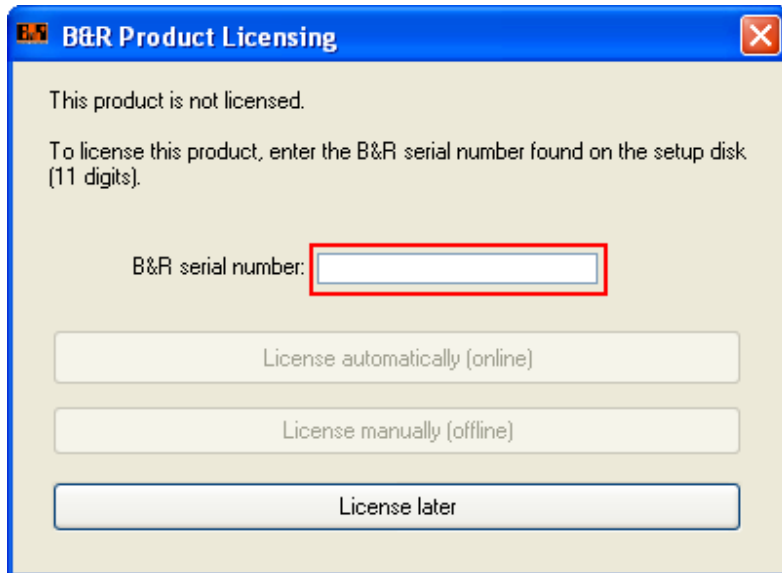 B&R B&R Product Licensing
This product is not licensed.
To license this product, enter the B&R serial number found on the setup disk
(11 digits).
B&R serial number:
License automatically (online)
License manually (offline)
License later